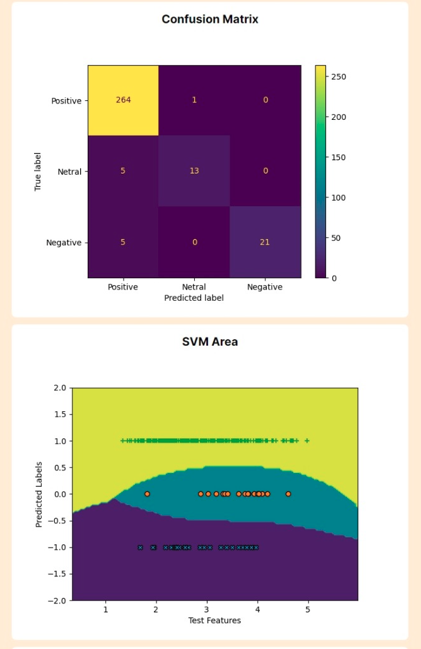 Confusion Matrix
Positive 264 1 0
Netral 5 13 0
Negative 5 0 21
True label
Positive Netral Negative
Predicted label
250
200
150
100
50
0
SVM Area
2.0
1.5
1.0
0.5
0.0
−0.5
−1.0
−1.5
−2.0
Predicted Labels
1 2 3 4 5
Test Features